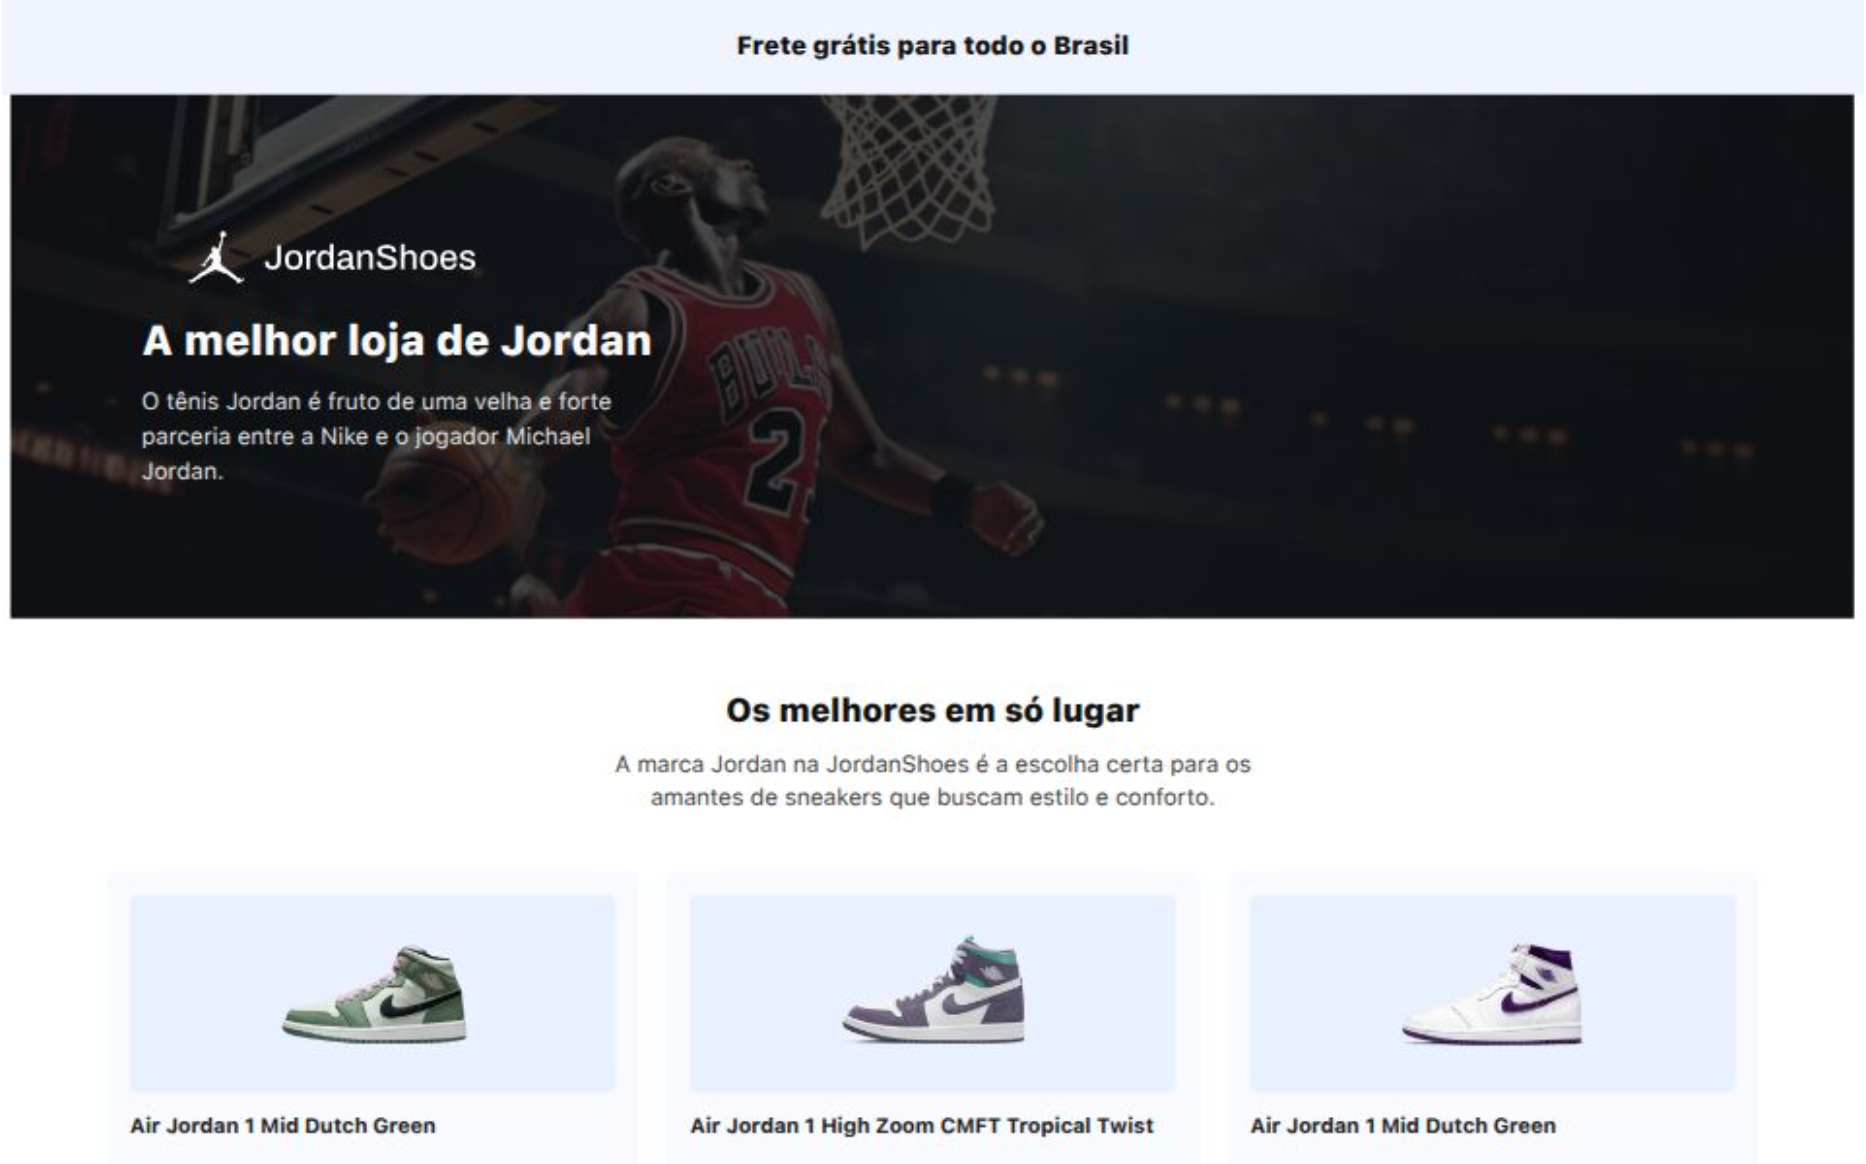 Frete grátis para todo o Brasil
JordanShoes
A melhor loja de Jordan
O tênis Jordan é fruto de uma velha e forte
parceria entre a Nike e o jogador Michael
Jordan.
BULLS
2
Os melhores em só lugar
A marca Jordan na JordanShoes é a escolha certa para os
amantes de sneakers que buscam estilo e conforto.
Air Jordan 1 Mid Dutch Green
Air Jordan 1 High Zoom CMFT Tropical Twist
Air Jordan 1 Mid Dutch Green